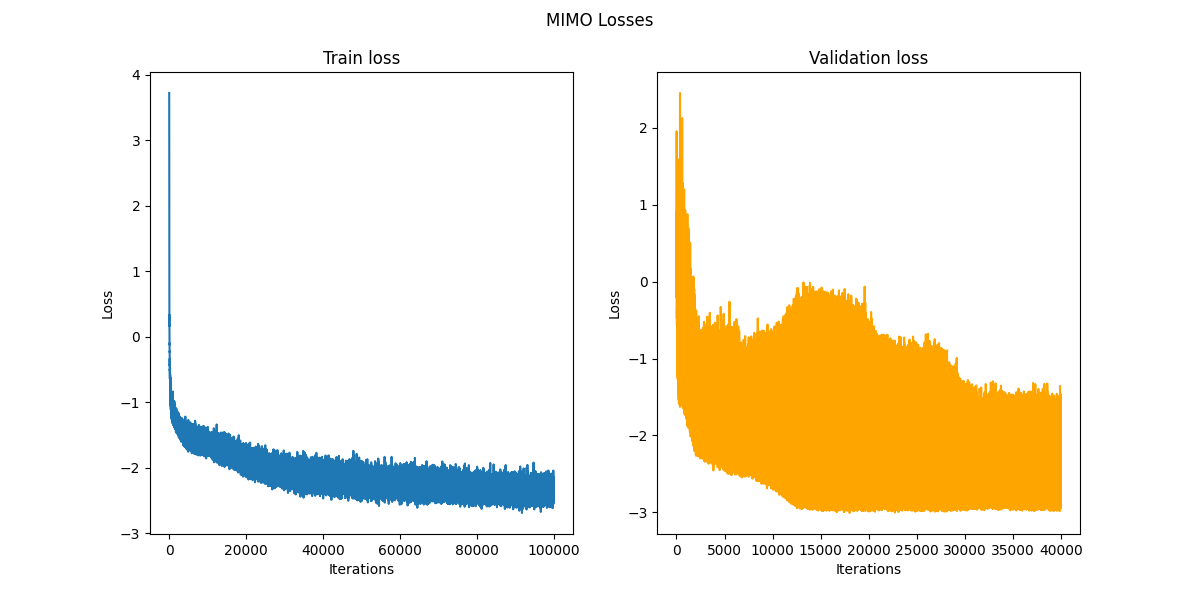 MIMO Losses
Train loss
4
3
2
1
0
−1
−2
−3
Loss
0 20000 40000 60000 80000 100000
Iterations
Validation loss
2
1
0
−1
−2
−3
Loss
0 5000 10000 15000 20000 25000 30000 35000 40000
Iterations